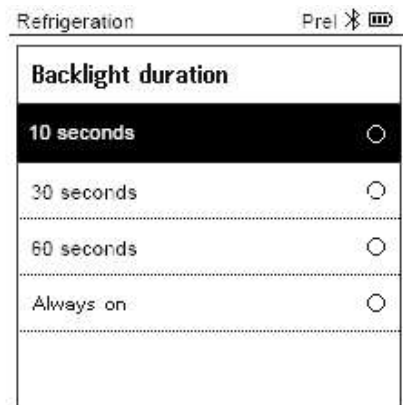 Refrigeration Prel
Backlight duration
10 seconds
30 seconds
60 seconds
Always on